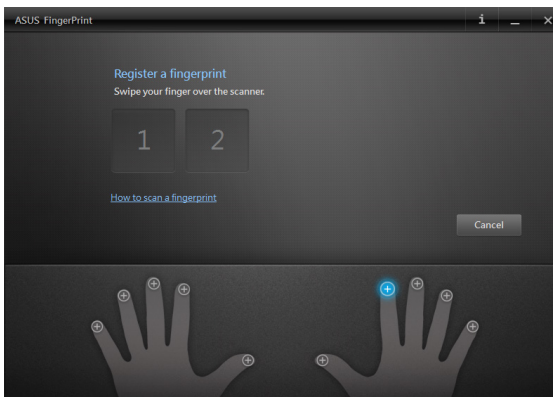 ASUS FingerPrint
Register a fingerprint
Swipe your finger over the scanner.
1 2
How to scan a fingerprint
Cancel